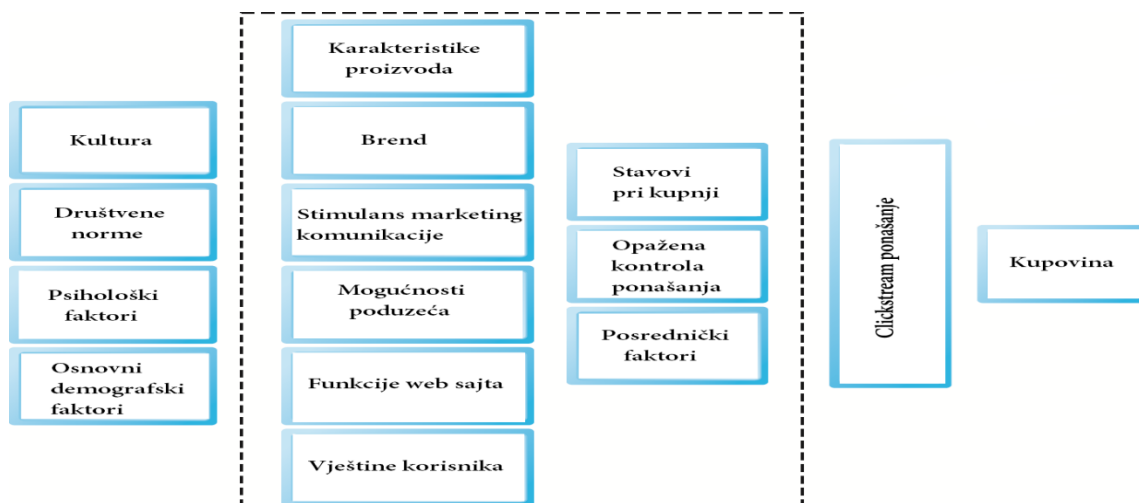 Kultura
Društvene
norme
Psihološki
faktori
Osnovni
demografski
faktori
Karakteristike
proizvoda
Brend
Stimulans marketing
komunikacije
Mogućnosti
poduzeća
Funkcije web sajta
Vještine korisnika
Stavovi
pri kupnji
Opažena
kontrola
ponašanja
Posrednički
faktori
Clickstream ponašanje
Kupovina